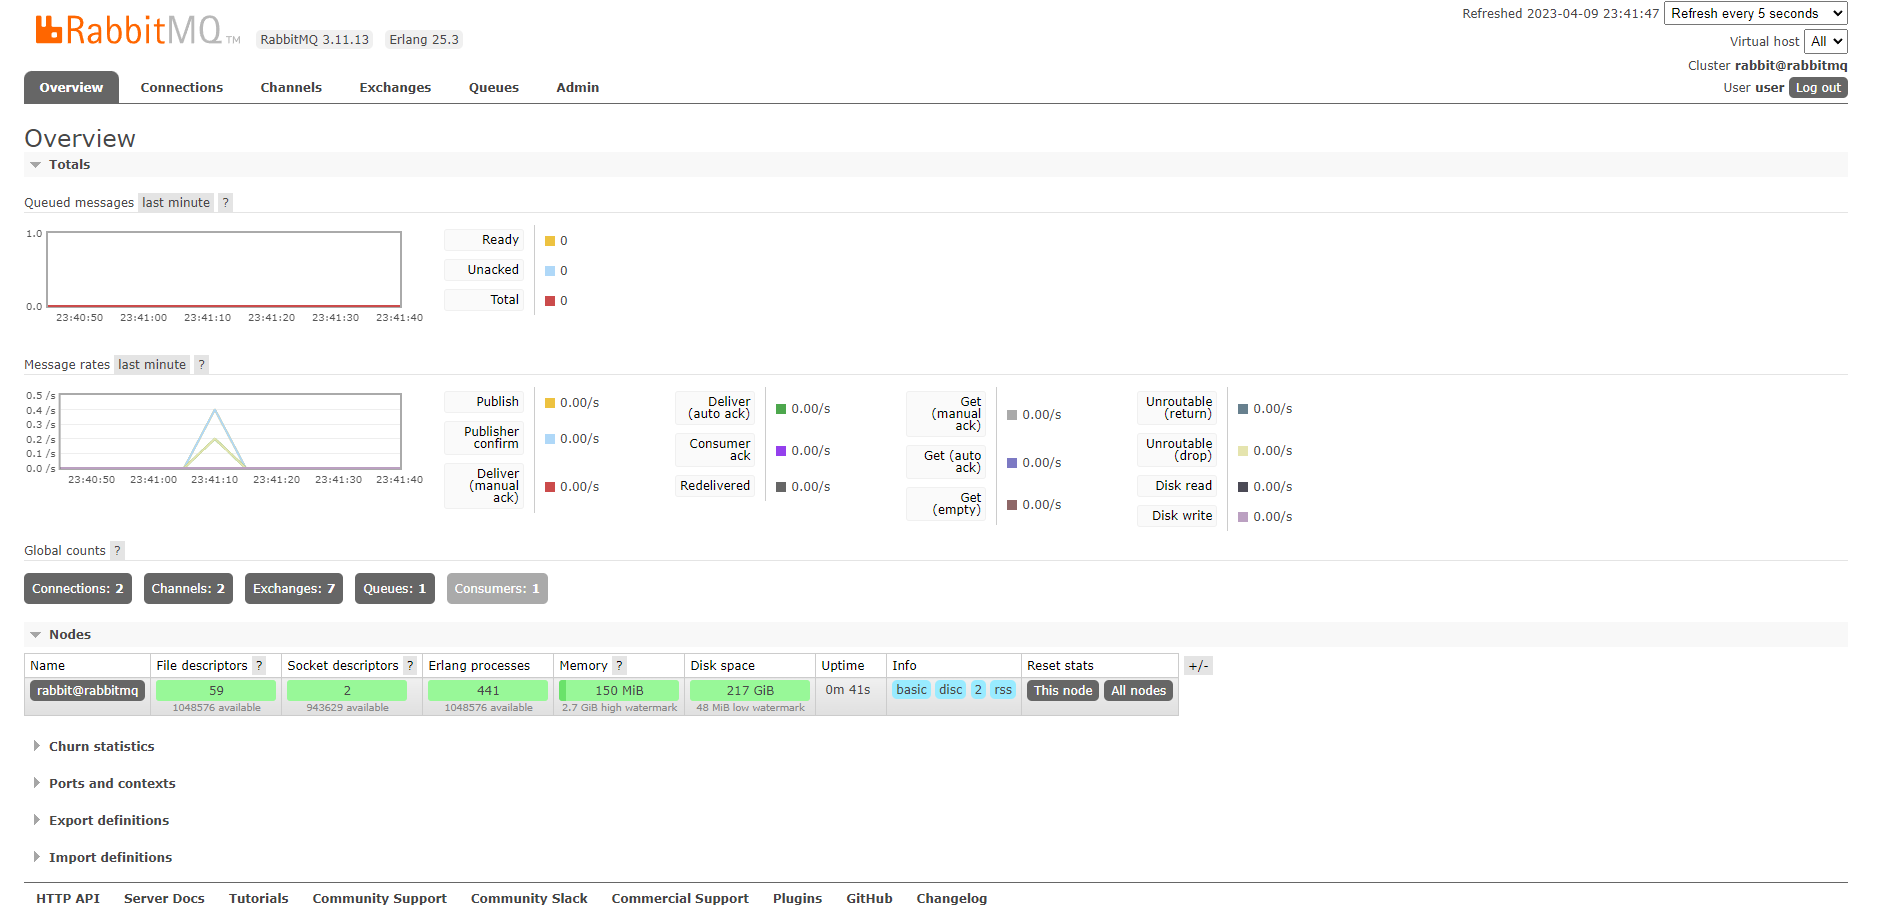 RabbitMQ TM RabbitMQ 3.11.13 Erlang 25.3
Refreshed 2023-04-09 23:41:47 Refresh every 5 seconds
Virtual host All
Cluster rabbit@rabbitmq
User user Log out
Overview Connections Channels Exchanges Queues Admin
Overview
Totals
Queued messages last minute ?
1.0
0.0
23:40:50 23:41:00 23:41:10 23:41:20 23:41:30 23:41:40
Ready 0
Unacked 0
Total 0
Message rates last minute ?
0.5 /s
0.4 /s
0.3 /s
0.2 /s
0.1 /s
0.0 /s
23:40:50 23:41:00 23:41:10 23:41:20 23:41:30 23:41:40
Publish 0.00/s
Publisher
confirm 0.00/s
Deliver
(manual
ack) 0.00/s
Deliver
(auto ack) 0.00/s
Consumer
ack 0.00/s
Redelivered 0.00/s
Get
(manual
ack) 0.00/s
Get (auto
ack) 0.00/s
Get
(empty) 0.00/s
Unroutable
(return) 0.00/s
Unroutable
(drop) 0.00/s
Disk read 0.00/s
Disk write 0.00/s
Global counts ?
Connections: 2 Channels: 2 Exchanges: 7 Queues: 1 Consumers: 1
Nodes
Name File descriptors ? Socket descriptors ? Erlang processes Memory ? Disk space Uptime Info Reset stats +/-
rabbit@rabbitmq 59 2 441 150 MiB 217 GiB 0m 41s basic disc 2 rss This node All nodes
1048576 available 943629 available 1048576 available 2.7 GiB high watermark 48 MiB low watermark
Churn statistics
Ports and contexts
Export definitions
Import definitions
HTTP API Server Docs Tutorials Community Support Community Slack Commercial Support Plugins GitHub Changelog